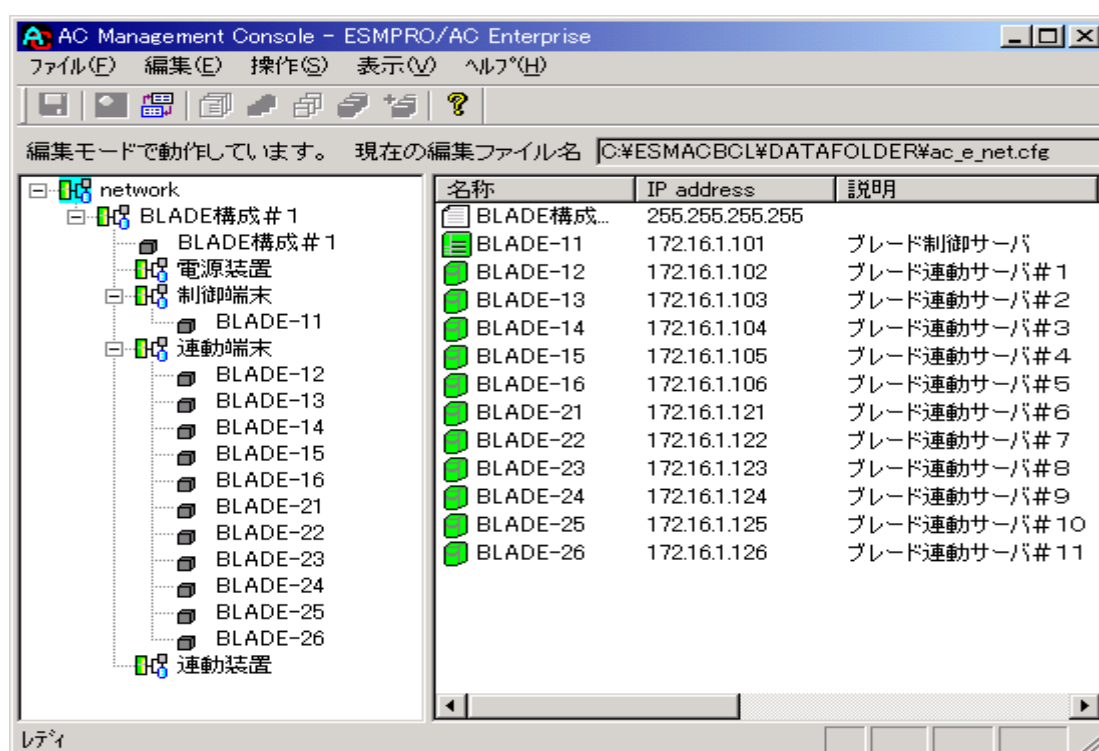 AC Management Console - ESMPRO/AC Enterprise
ファイル(F) 編集(E) 操作(S) 表示(V) ヘルプ(H)
編集モードで動作しています。 現在の編集ファイル名 C:¥ESMACBCL¥DATAFOLDER¥ac_e_net.cfg
network
BLADE構成#1
BLADE構成#1
電源装置
制御端末
BLADE-11
連動端末
BLADE-12
BLADE-13
BLADE-14
BLADE-15
BLADE-16
BLADE-21
BLADE-22
BLADE-23
BLADE-24
BLADE-25
BLADE-26
連動装置
名称 IP address 説明
BLADE構成... 255.255.255.255
BLADE-11 172.16.1.101 ブレード制御サーバ
BLADE-12 172.16.1.102 ブレード連動サーバ#1
BLADE-13 172.16.1.103 ブレード連動サーバ#2
BLADE-14 172.16.1.104 ブレード連動サーバ#3
BLADE-15 172.16.1.105 ブレード連動サーバ#4
BLADE-16 172.16.1.106 ブレード連動サーバ#5
BLADE-21 172.16.1.121 ブレード連動サーバ#6
BLADE-22 172.16.1.122 ブレード連動サーバ#7
BLADE-23 172.16.1.123 ブレード連動サーバ#8
BLADE-24 172.16.1.124 ブレード連動サーバ#9
BLADE-25 172.16.1.125 ブレード連動サーバ#10
BLADE-26 172.16.1.126 ブレード連動サーバ#11
レディ